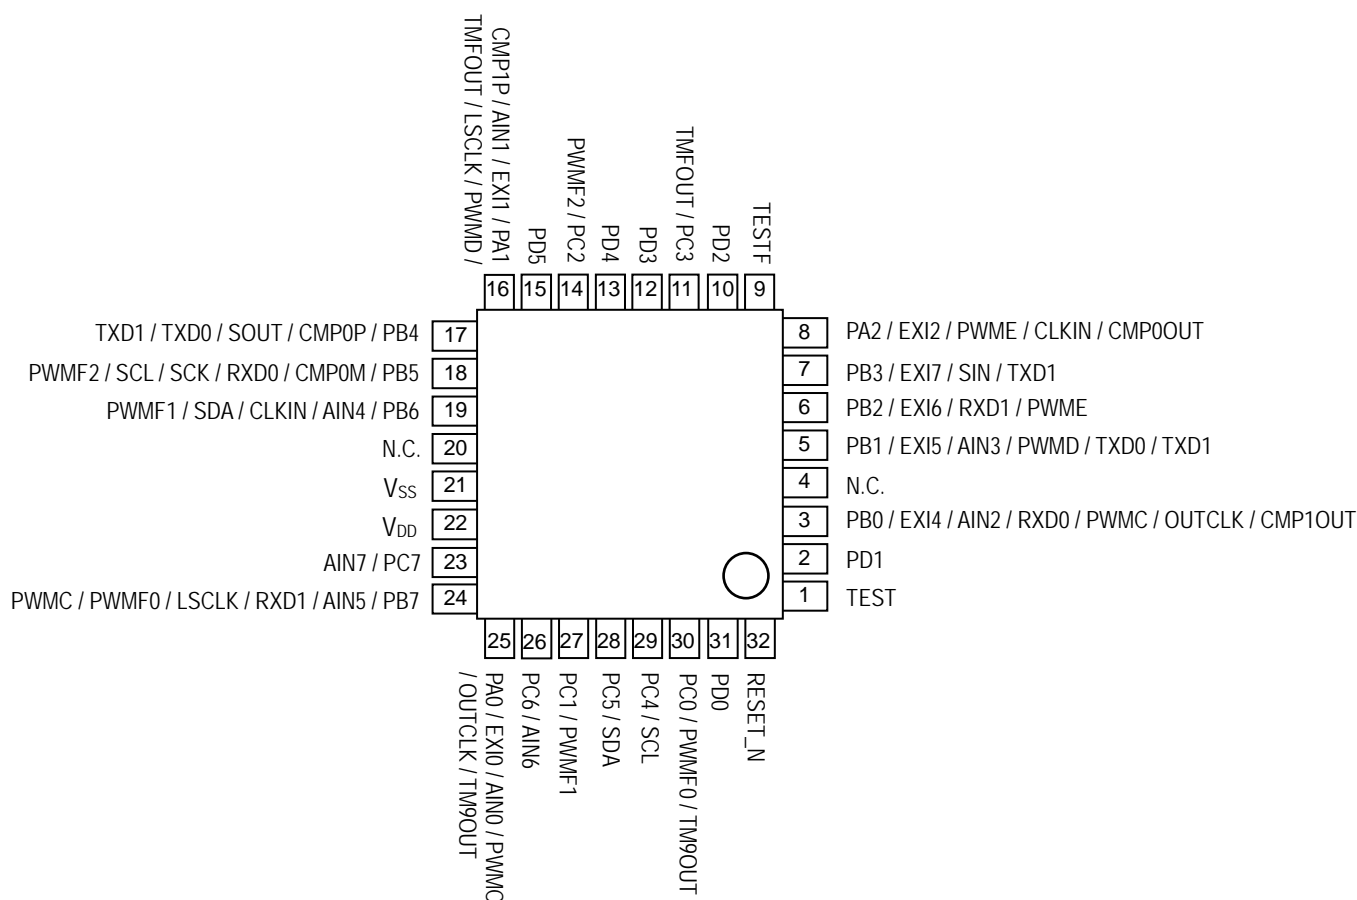 TMFOUT / LSCLK / PWMD /
CMP1P / AIN1 / EXI1 / PA1
PD5
PWMF2 / PC2
PD4
PD3
TMFOUT / PC3
PD2
TESTF
16 15 14 13 12 11 10 9
TXD1 / TXD0 / SOUT / CMP0P / PB4 17
8 PA2 / EXI2 / PWME / CLKIN / CMP0OUT
PWMF2 / SCL / SCK / RXD0 / CMP0M / PB5 18
7 PB3 / EXI7 / SIN / TXD1
PWMF1 / SDA / CLKIN / AIN4 / PB6 19
6 PB2 / EXI6 / RXD1 / PWME
N.C. 20
5 PB1 / EXI5 / AIN3 / PWMD / TXD0 / TXD1
VSS 21
4 N.C.
VDD 22
3 PB0 / EXI4 / AIN2 / RXD0 / PWMC / OUTCLK / CMP1OUT
AIN7 / PC7 23
2 PD1
PWMC / PWMF0 / LSCLK / RXD1 / AIN5 / PB7 24
1 TEST
25 26 27 28 29 30 31 32
PA0 / EXI0 / AIN0 / PWMC
/ OUTCLK / TM9OUT
PC6 / AIN6
PC1 / PWMF1
PC5 / SDA
PC4 / SCL
PC0 / PWMF0 / TM9OUT
PD0
RESET_N